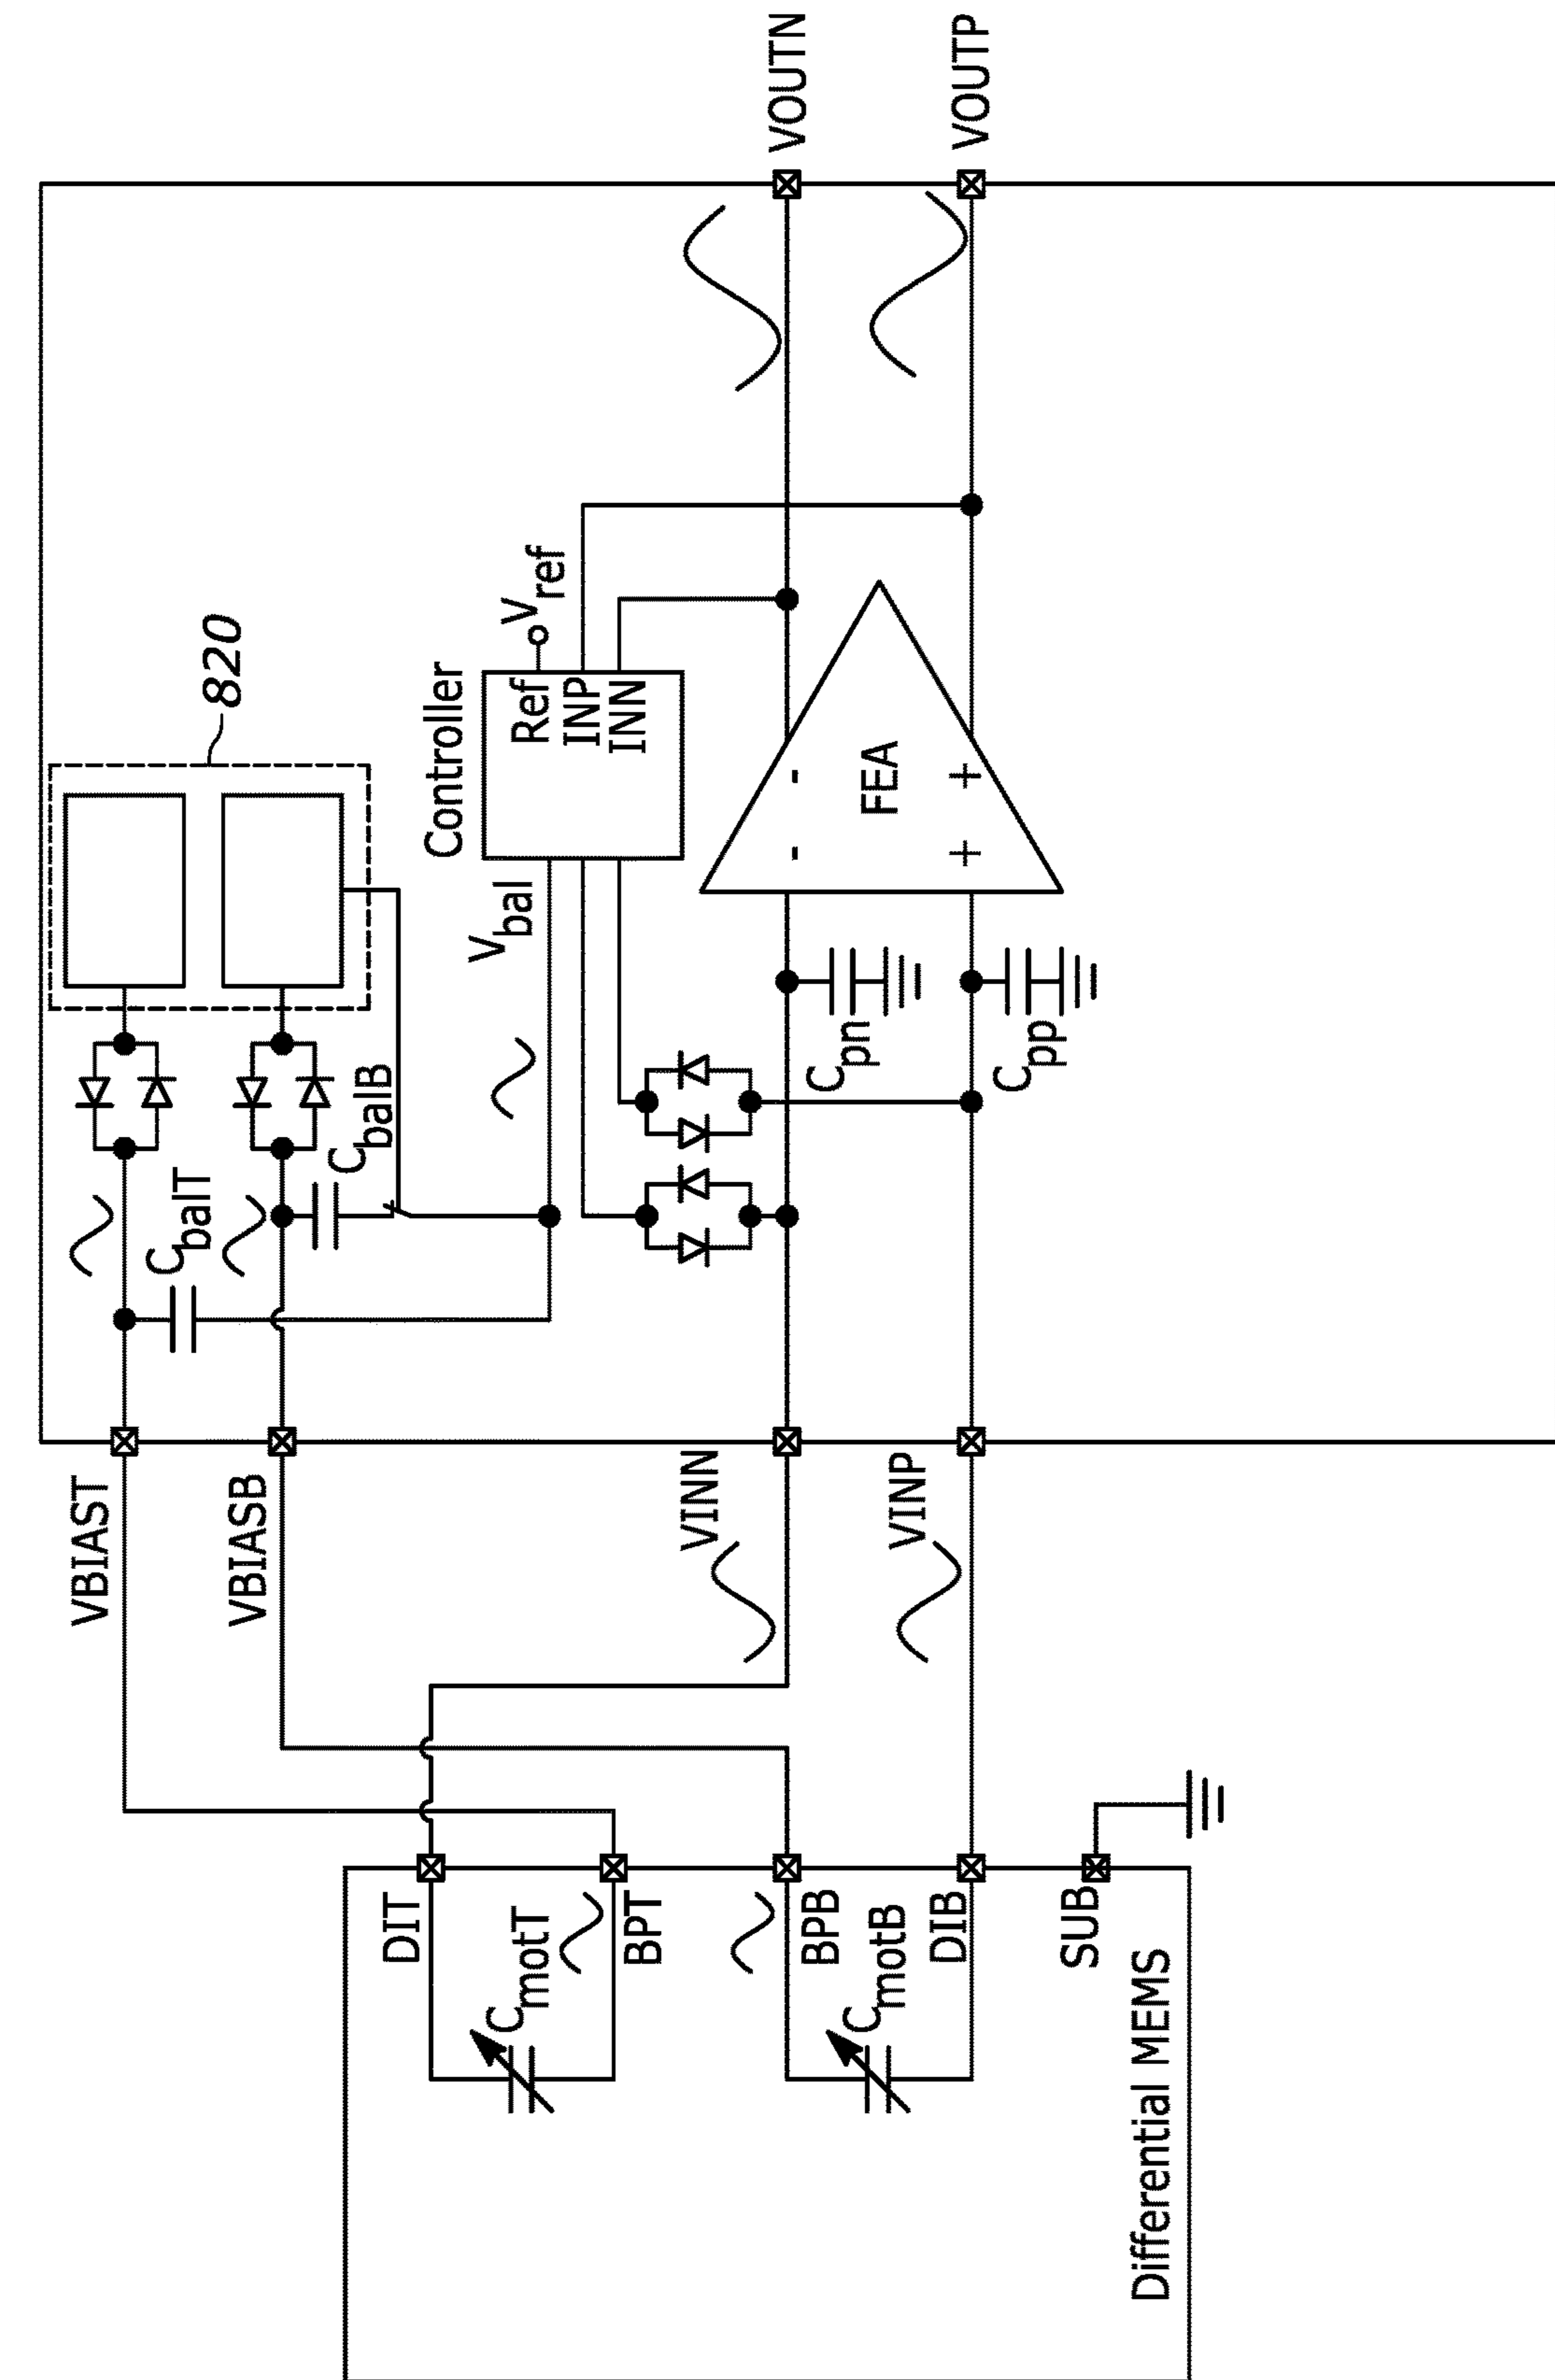 VBIAST
VBIASB
VINN
VINP
VOUTN
VOUTP
820
CbalT
CbalB
Vbal
Controller
Ref
INP
INN
Vref
- -
FEA
+ +
Cpn
Cpp
DIT
CmotT
BPT
BPB
CmotB
DIB
SUB
Differential MEMS